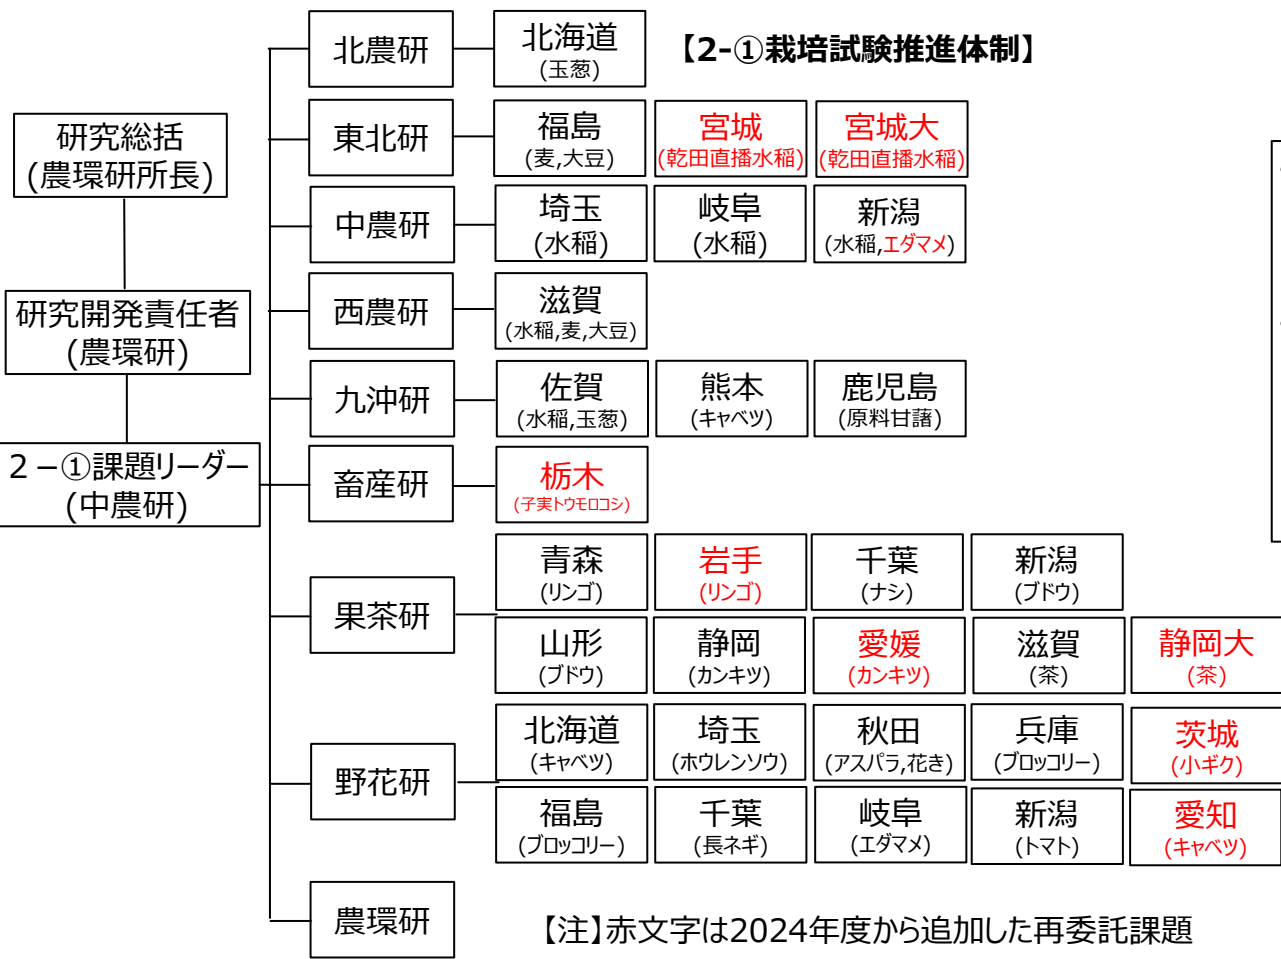 【2-①栽培試験推進体制】
研究総括
(農環研所長)
研究開発責任者
(農環研)
２－①課題リーダー
(中農研)
北農研
北海道
(玉葱)
東北研
福島
(麦,大豆)
宮城
(乾田直播水稲)
宮城大
(乾田直播水稲)
中農研
埼玉
(水稲)
岐阜
(水稲)
新潟
(水稲,エダマメ)
西農研
滋賀
(水稲,麦,大豆)
九沖研
佐賀
(水稲,玉葱)
熊本
(キャベツ)
鹿児島
(原料甘藷)
畜産研
栃木
(子実トウモロコシ)
果茶研
青森
(リンゴ)
岩手
(リンゴ)
千葉
(ナシ)
新潟
(ブドウ)
山形
(ブドウ)
静岡
(カンキツ)
愛媛
(カンキツ)
滋賀
(茶)
静岡大
(茶)
野花研
北海道
(キャベツ)
埼玉
(ホウレンソウ)
秋田
(アスパラ,花き)
兵庫
(ブロッコリー)
茨城
(小ギク)
福島
(ブロッコリー)
千葉
(長ネギ)
岐阜
(エダマメ)
新潟
(トマト)
愛知
(キャベツ)
農環研
【注】赤文字は2024年度から追加した再委託課題